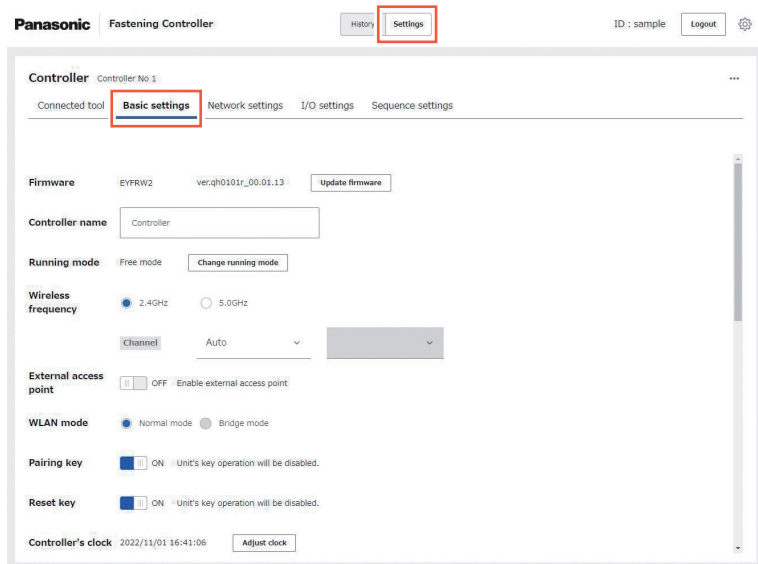 Panasonic Fastening Controller History Settings ID : sample Logout
Controller Controller No 1 ...
Connected tool Basic settings Network settings I/O settings Sequence settings
Firmware EYFRW2 ver.qh0101r_00.01.13 Update firmware
Controller name Controller
Running mode Free mode Change running mode
Wireless
frequency 2.4GHz 5.0GHz
Channel Auto
External access
point OFF Enable external access point
WLAN mode Normal mode Bridge mode
Pairing key ON Unit's key operation will be disabled.
Reset key ON Unit's key operation will be disabled.
Controller's clock 2022/11/01 16:41:06 Adjust clock